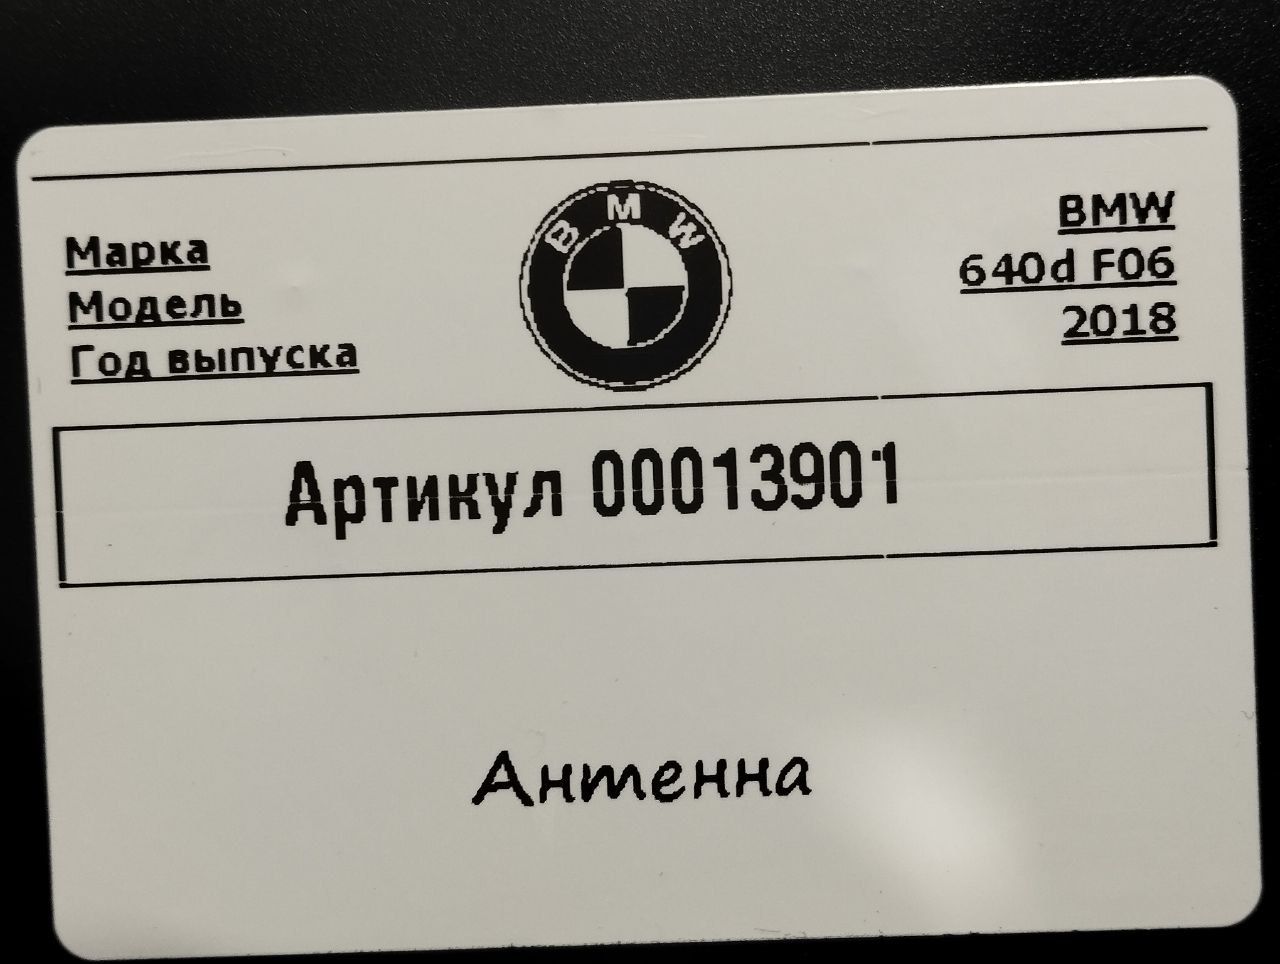 Марка
Модель
Год выпуска
BMW
BMW
640d F06
2018
Артикул 00013901
Антенна